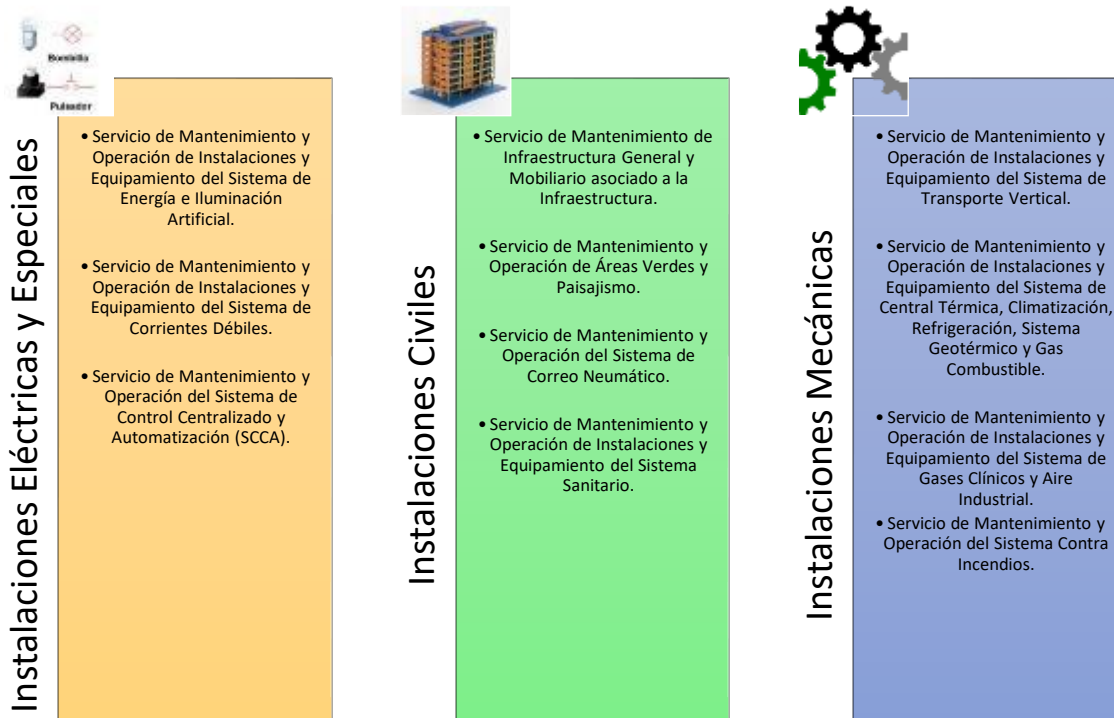 Bombilla
Pulsador
Instalaciones Eléctricas y Especiales
• Servicio de Mantenimiento y
Operación de Instalaciones y
Equipamiento del Sistema de
Energía e Iluminación
Artificial.
• Servicio de Mantenimiento y
Operación de Instalaciones y
Equipamiento del Sistema de
Corrientes Débiles.
• Servicio de Mantenimiento y
Operación del Sistema de
Control Centralizado y
Automatización (SCCA).
Instalaciones Civiles
• Servicio de Mantenimiento de
Infraestructura General y
Mobiliario asociado a la
Infraestructura.
• Servicio de Mantenimiento y
Operación de Áreas Verdes y
Paisajismo.
• Servicio de Mantenimiento y
Operación del Sistema de
Correo Neumático.
• Servicio de Mantenimiento y
Operación de Instalaciones y
Equipamiento del Sistema
Sanitario.
Instalaciones Mecánicas
• Servicio de Mantenimiento y
Operación de Instalaciones y
Equipamiento del Sistema de
Transporte Vertical.
• Servicio de Mantenimiento y
Operación de Instalaciones y
Equipamiento del Sistema de
Central Térmica, Climatización,
Refrigeración, Sistema
Geotérmico y Gas
Combustible.
• Servicio de Mantenimiento y
Operación de Instalaciones y
Equipamiento del Sistema de
Gases Clínicos y Aire
Industrial.
• Servicio de Mantenimiento y
Operación del Sistema Contra
Incendios.